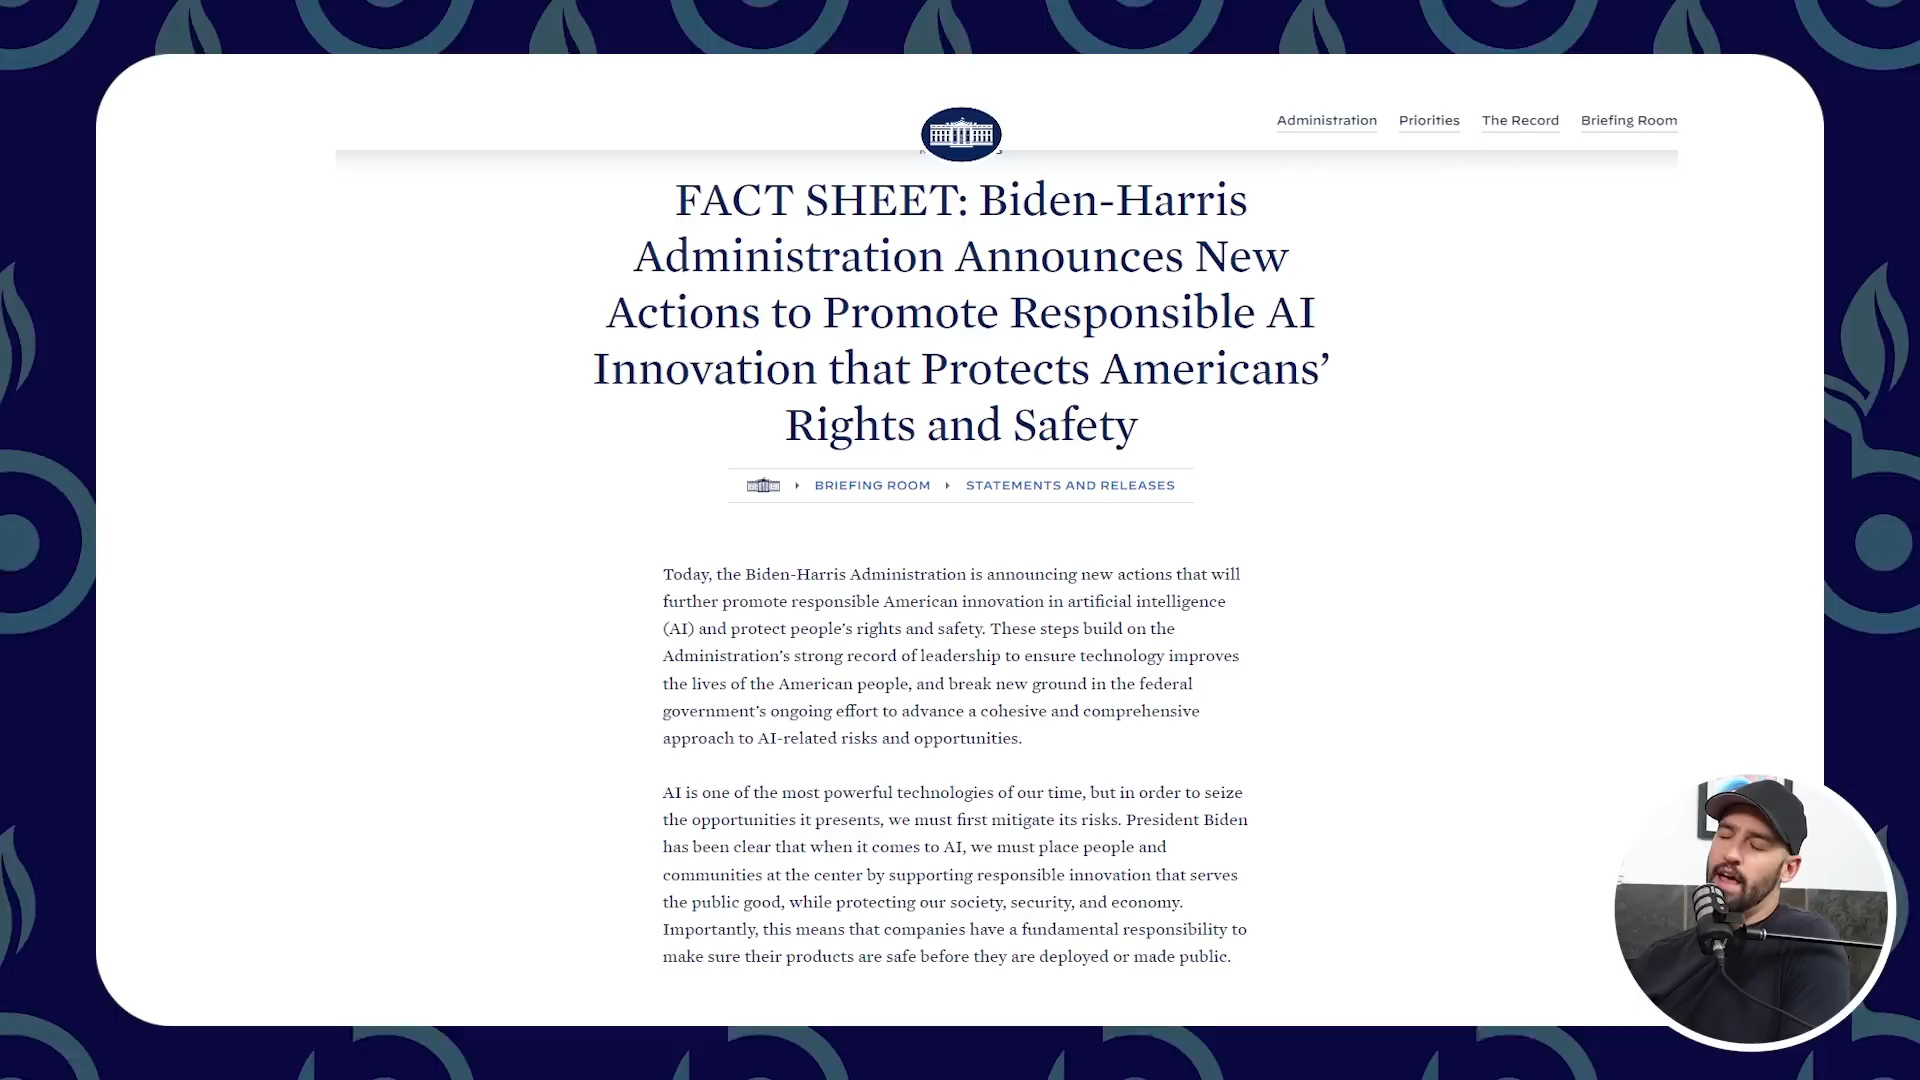 Administration Priorities The Record Briefing Room
FACT SHEET: Biden-Harris
Administration Announces New
Actions to Promote Responsible AI
Innovation that Protects Americans’
Rights and Safety
BRIEFING ROOM STATEMENTS AND RELEASES
Today, the Biden-Harris Administration is announcing new actions that will
further promote responsible American innovation in artificial intelligence
(AI) and protect people’s rights and safety. These steps build on the
Administration’s strong record of leadership to ensure technology improves
the lives of the American people, and break new ground in the federal
government’s ongoing effort to advance a cohesive and comprehensive
approach to AI-related risks and opportunities.
AI is one of the most powerful technologies of our time, but in order to seize
the opportunities it presents, we must first mitigate its risks. President Biden
has been clear that when it comes to AI, we must place people and
communities at the center by supporting responsible innovation that serves
the public good, while protecting our society, security, and economy.
Importantly, this means that companies have a fundamental responsibility to
make sure their products are safe before they are deployed or made public.